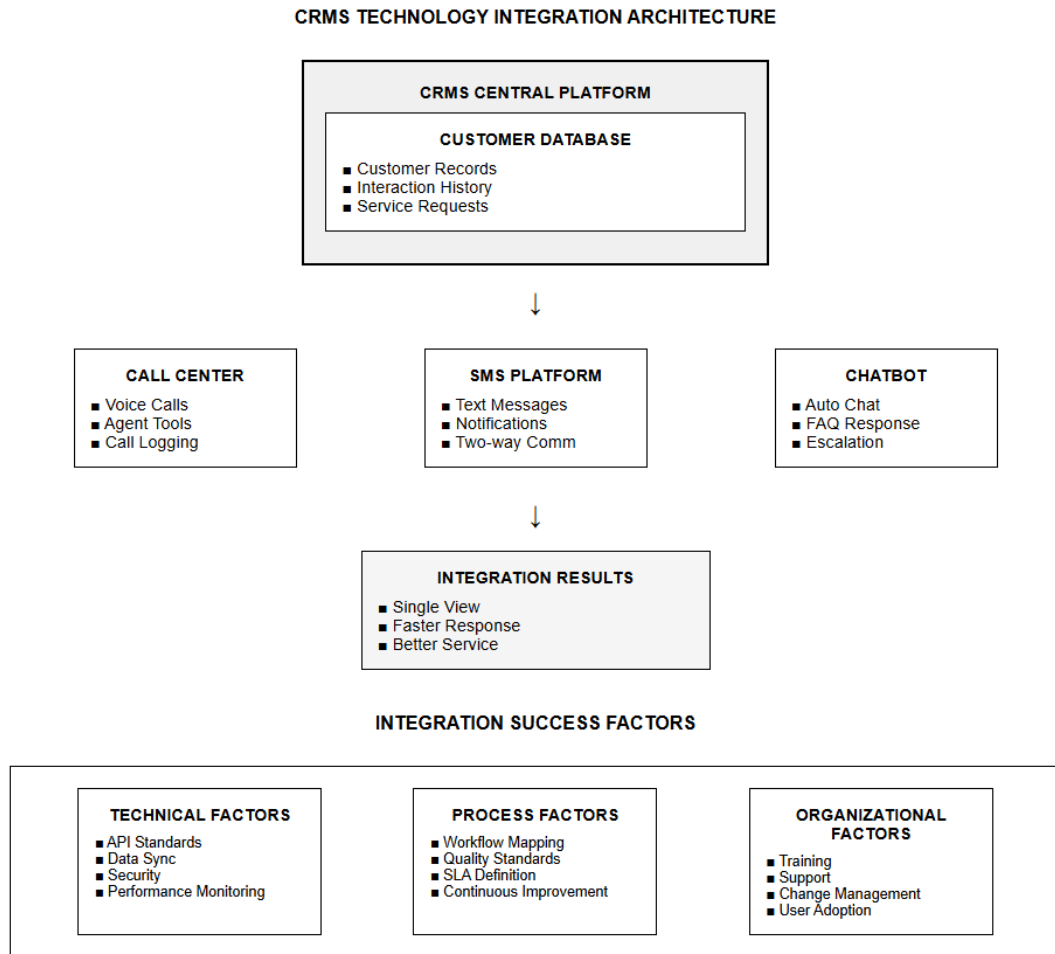 CRMS TECHNOLOGY INTEGRATION ARCHITECTURE
CRMS CENTRAL PLATFORM
CUSTOMER DATABASE
■ Customer Records
■ Interaction History
■ Service Requests
↓
CALL CENTER
■ Voice Calls
■ Agent Tools
■ Call Logging
SMS PLATFORM
■ Text Messages
■ Notifications
■ Two-way Comm
CHATBOT
■ Auto Chat
■ FAQ Response
■ Escalation
↓
INTEGRATION RESULTS
■ Single View
■ Faster Response
■ Better Service
INTEGRATION SUCCESS FACTORS
TECHNICAL FACTORS
■ API Standards
■ Data Sync
■ Security
■ Performance Monitoring
PROCESS FACTORS
■ Workflow Mapping
■ Quality Standards
■ SLA Definition
■ Continuous Improvement
ORGANIZATIONAL
FACTORS
■ Training
■ Support
■ Change Management
■ User Adoption